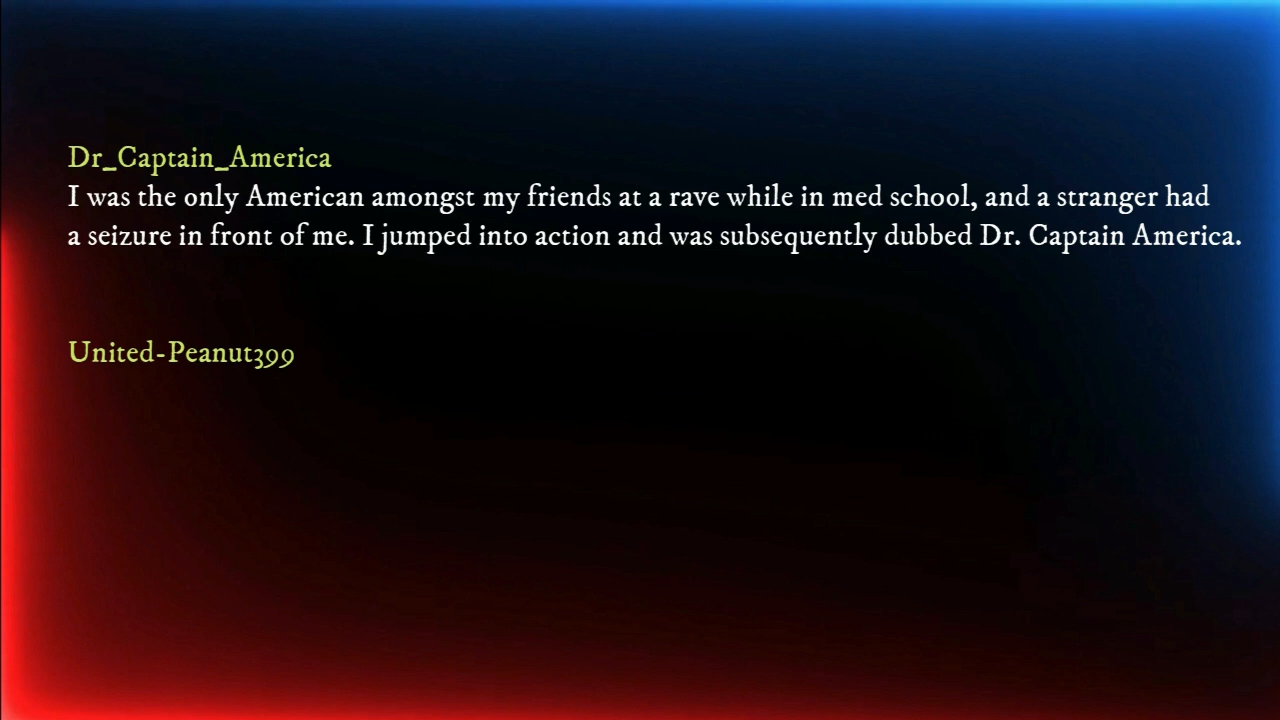 Dr_Captain_America
I was the only American amongst my friends at a rave while in med school, and a stranger had
a seizure in front of me. I jumped into action and was subsequently dubbed Dr. Captain America.
United-Peanut399